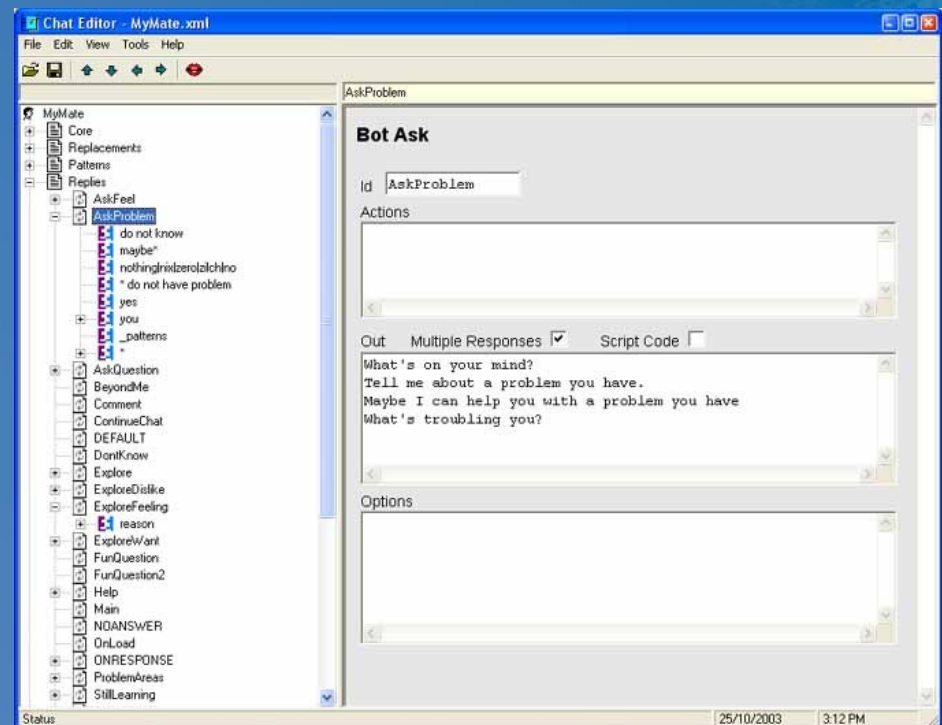 Chat Editor - MyMate.xml
File Edit View Tools Help
AskProblem
MyMate
Core
Replacements
Patterns
Replies
AskFeel
AskProblem
do not know
maybe*
nothing|nix|zero|zilch|no
* do not have problem
yes
you
_patterns
*
AskQuestion
BeyondMe
Comment
ContinueChat
DEFAULT
DontKnow
Explore
ExploreDislike
ExploreFeeling
reason
ExploreWant
FunQuestion
FunQuestion2
Help
Main
NOANSWER
OnLoad
ONRESPONSE
ProblemAreas
StillLearning
Bot Ask
Id AskProblem
Actions
Out Multiple Responses Script Code
What's on your mind?
Tell me about a problem you have.
Maybe I can help you with a problem you have
What's troubling you?
Options
Status 25/10/2003 3:12 PM